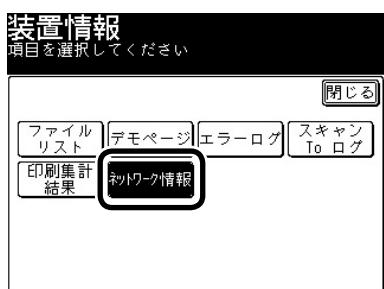 装置情報
項目を選択してください
閉じる
ファイル デモページ エラーログ スキャン
リスト To ログ
印刷集計 ネットワーク情報
結果